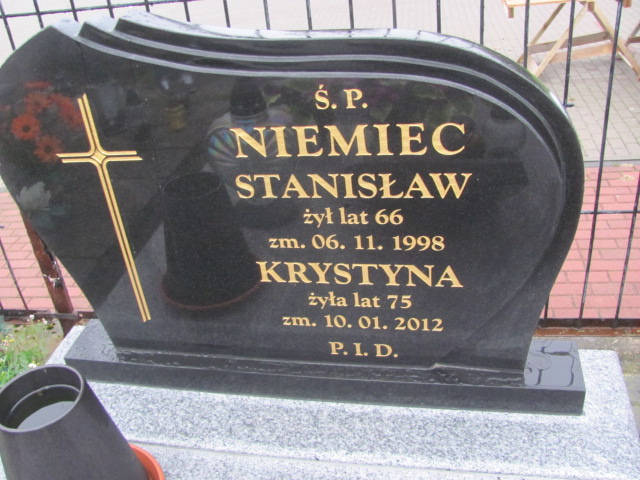 Ś. P.
NIEMIEC
STANISŁAW
żył lat 66
zm. 06. 11. 1998
KRYSTYNA
żyła lat 75
zm. 10. 01. 2012
P. I. D.